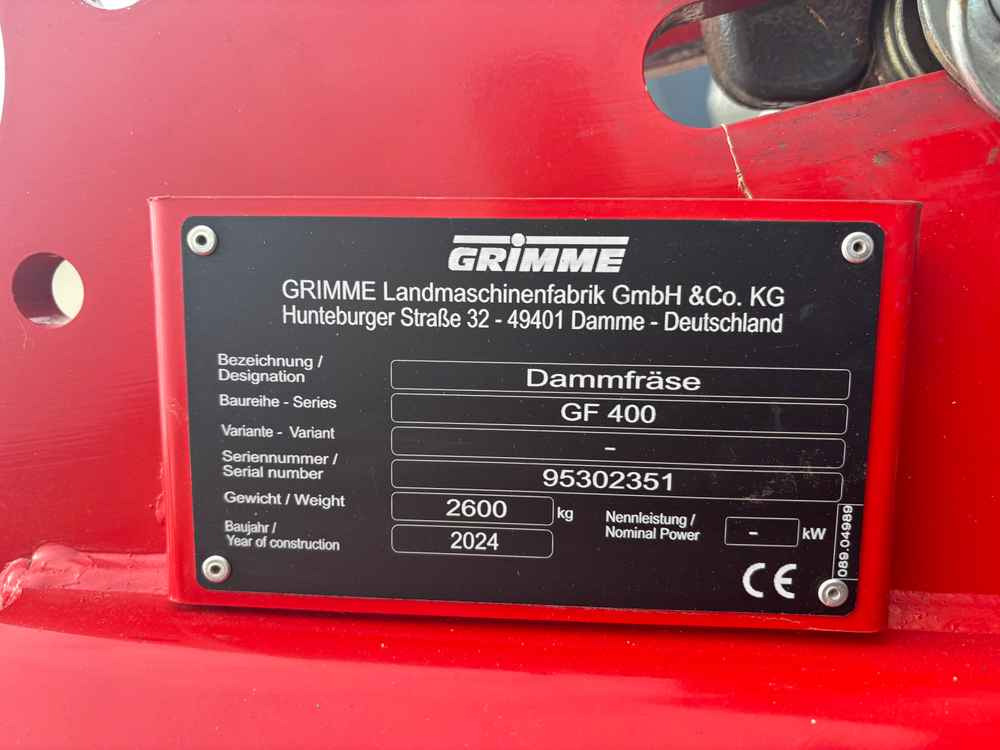 GRIMME
GRIMME Landmaschinenfabrik GmbH &Co. KG
Hunteburger Straße 32 - 49401 Damme - Deutschland
Bezeichnung /
Designation
Dammfräse
Baureihe - Series
GF 400
Variante - Variant
-
Seriennummer /
Serial number
95302351
Gewicht / Weight
2600
kg
Nennleistung /
Nominal Power
-
kW
Baujahr /
Year of construction
2024
CE
089.04989